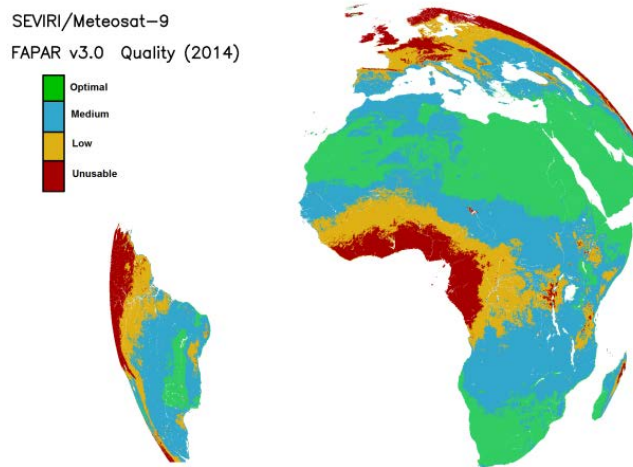 SEVIRI/Meteosat-9
FAPAR v3.0 Quality (2014)
Optimal
Medium
Low
Unusable